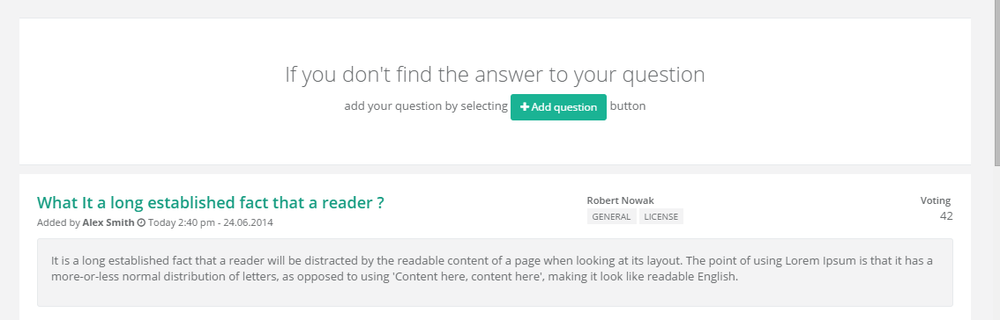 If you don't find the answer to your question
add your question by selecting Add question button
What It a long established fact that a reader ?
Robert Nowak
Voting
Added by Alex Smith Today 2:40 pm - 24.06.2014
GENERAL LICENSE
42
It is a long established fact that a reader will be distracted by the readable content of a page when looking at its layout. The point of using Lorem Ipsum is that it has a
more-or-less normal distribution of letters, as opposed to using 'Content here, content here', making it look like readable English.